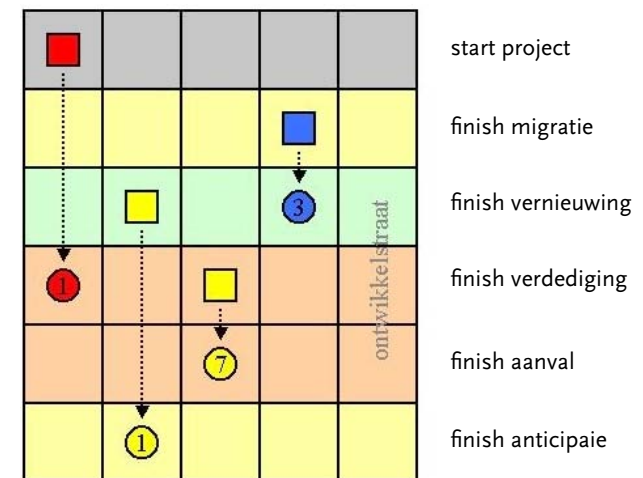 start project
finish migratie
3
finish vernieuwing
1
finish verdediging
ontwikkelstraat
7
finish aanval
1
finish anticipaie